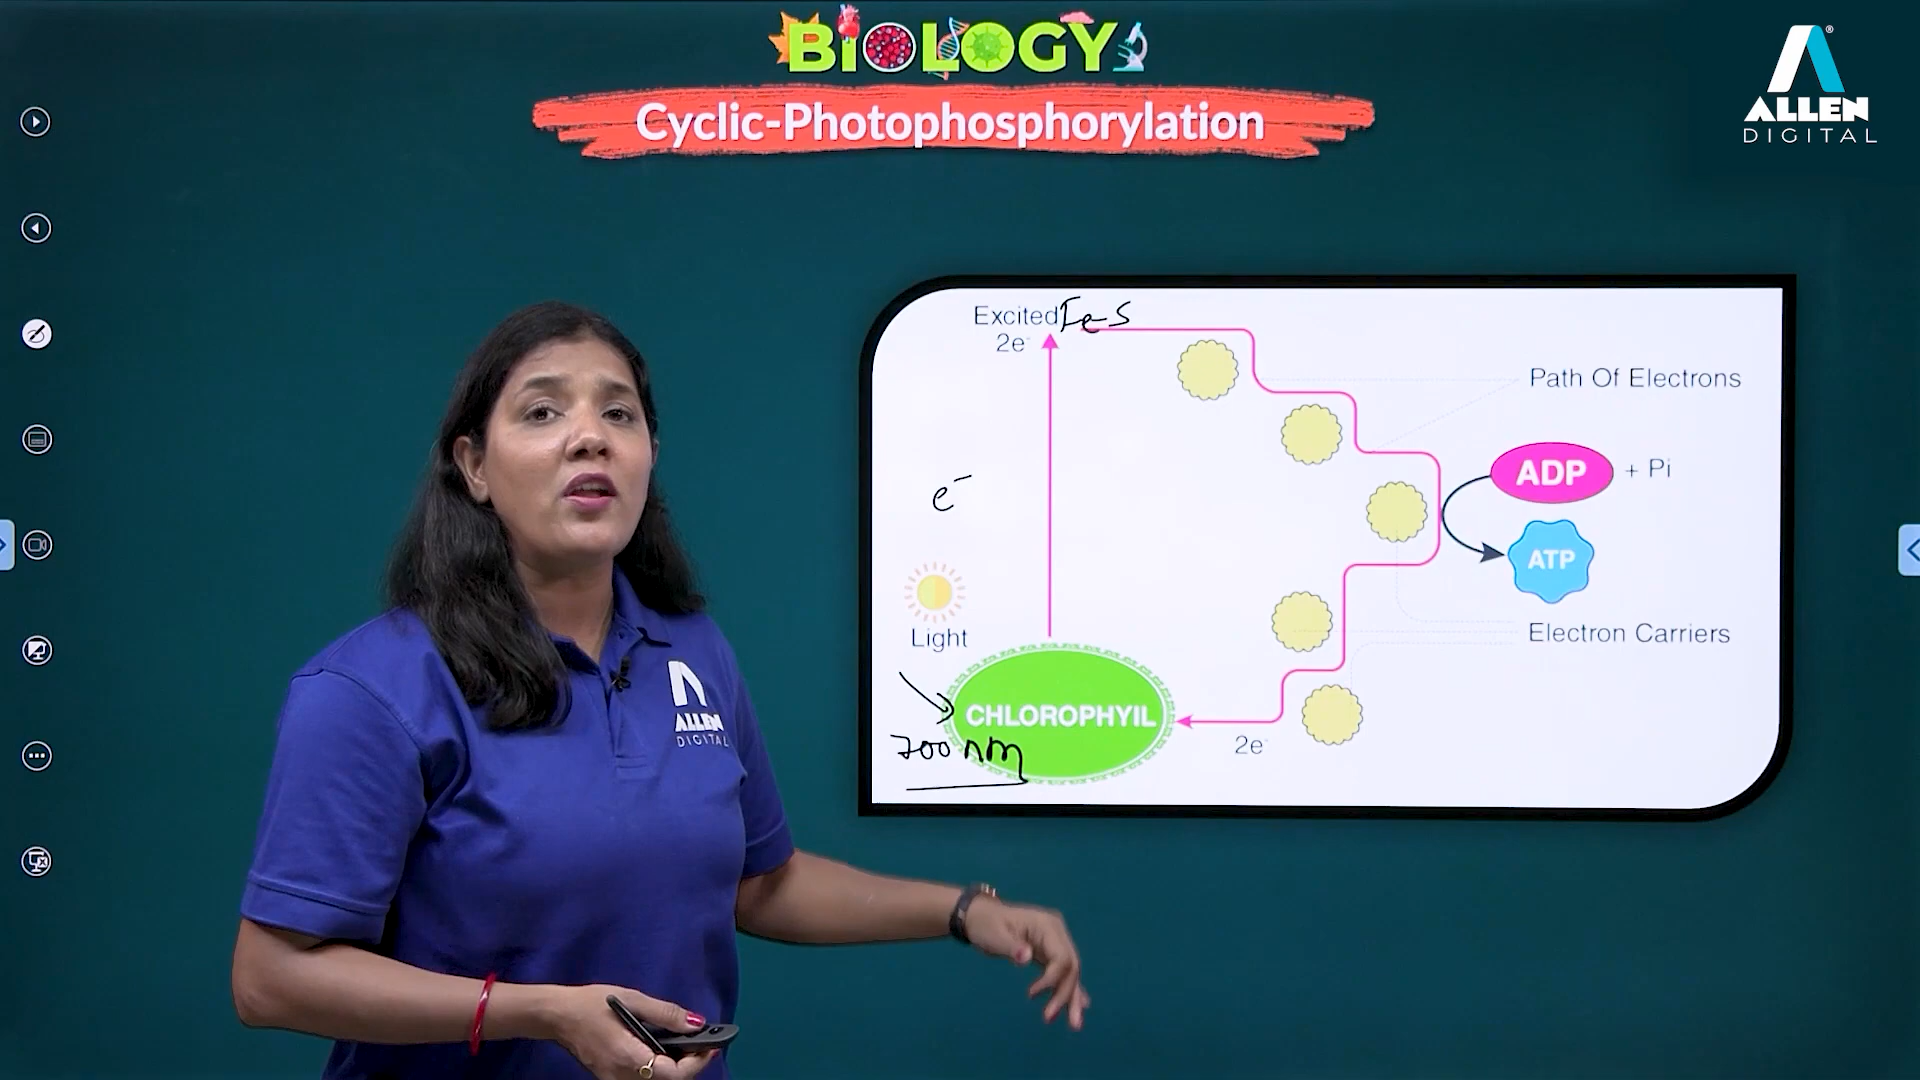 BIOLOGY
Cyclic-Photophosphorylation
ALLEN
DIGITAL
Excited Fe-S
2e⁻
Path Of Electrons
ADP + Pi
e⁻
ATP
Light
Electron Carriers
CHLOROPHYIL
700 nm
2e⁻
ALLEN
DIGITAL